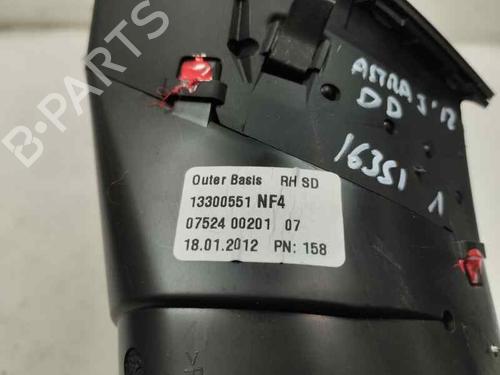 ASTRA J'12
DD
16351 1
Outer Basis RH SD
13300551 NF4
07524 00201 07
18.01.2012 PN: 158
B-PARTS